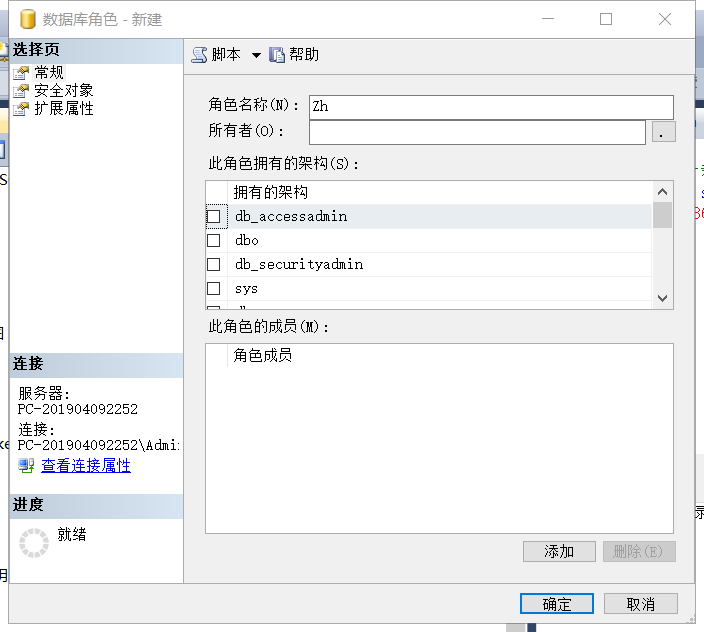 数据库角色 - 新建
选择页
常规
安全对象
扩展属性
脚本 帮助
角色名称(N): Zh
所有者(O):
.
此角色拥有的架构(S):
拥有的架构
db_accessadmin
dbo
db_securityadmin
sys
此角色的成员(M):
角色成员
添加 删除(E)
连接
服务器:
PC-201904092252
连接:
PC-201904092252\Admi
查看连接属性
进度
就绪
确定 取消